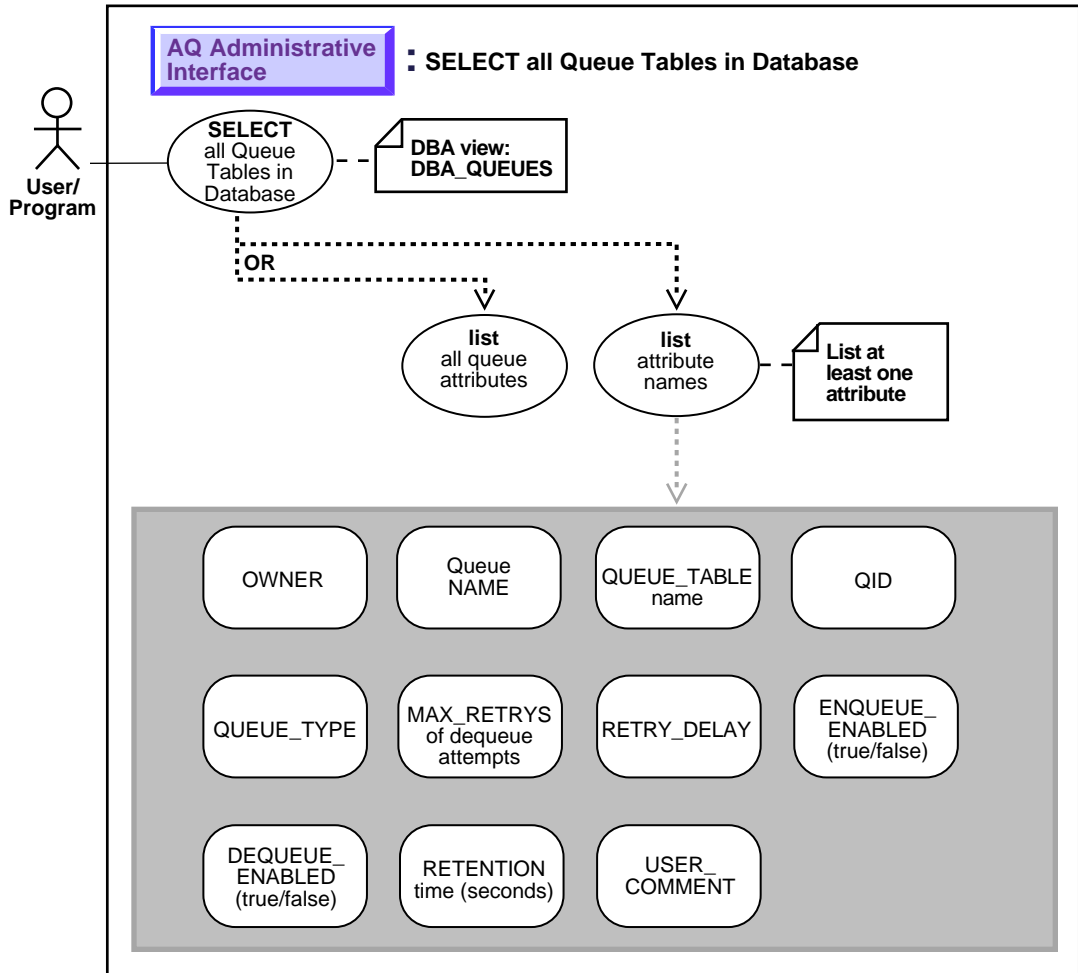 AQ Administrative
Interface
: SELECT all Queue Tables in Database
User/
Program
SELECT
all Queue
Tables in
Database
DBA view:
DBA_QUEUES
OR
list
all queue
attributes
list
attribute
names
List at
least one
attribute
OWNER
Queue
NAME
QUEUE_TABLE
name
QID
QUEUE_TYPE
MAX_RETRYS
of dequeue
attempts
RETRY_DELAY
ENQUEUE_
ENABLED
(true/false)
DEQUEUE_
ENABLED
(true/false)
RETENTION
time (seconds)
USER_
COMMENT